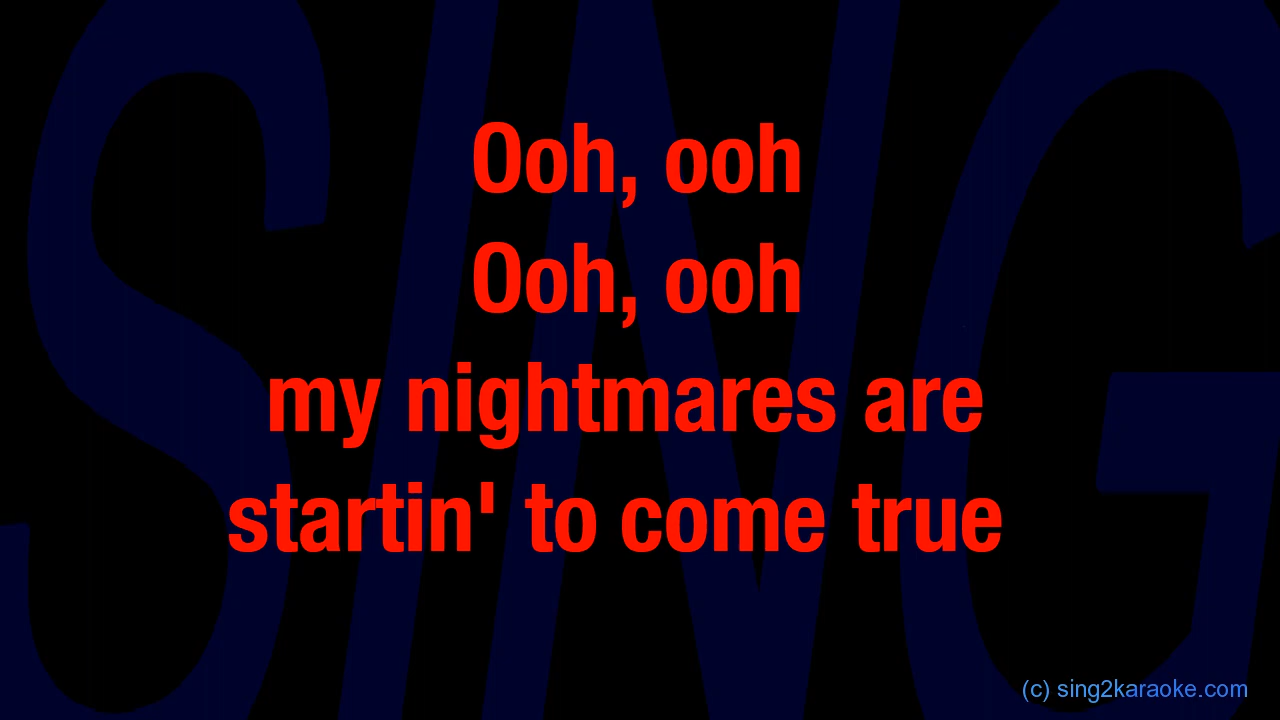 SING
Ooh, ooh
Ooh, ooh
my nightmares are
startin' to come true
(c) sing2karaoke.com